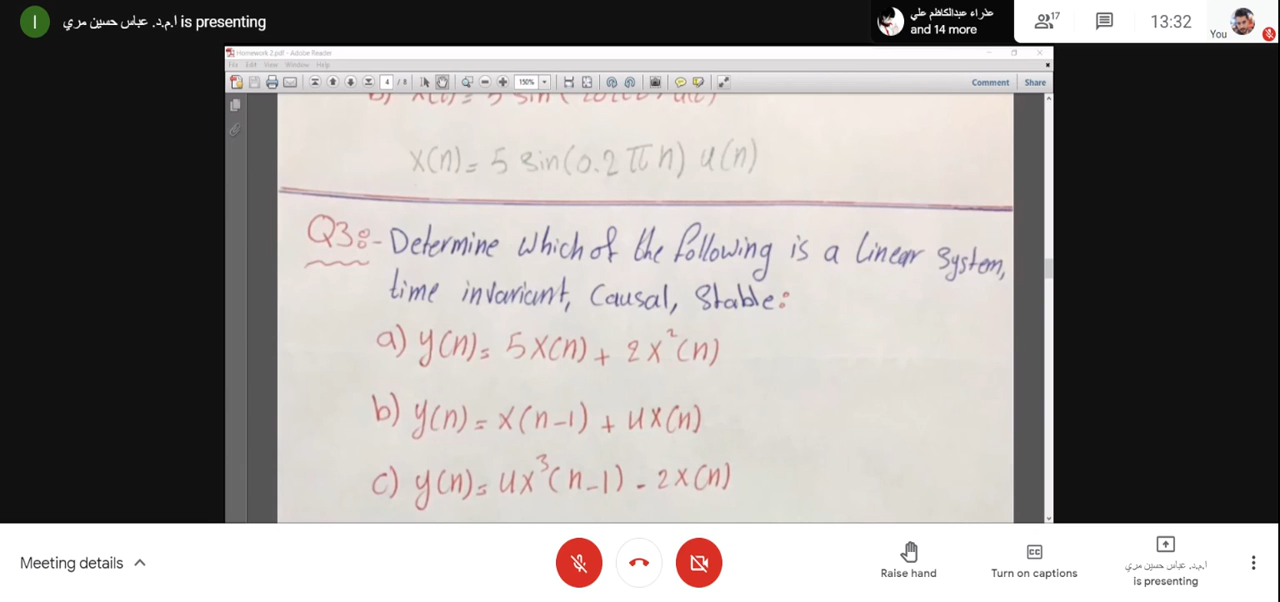 I
ا.م.د. عباس حسين مري is presenting
عذراء عبدالكاظم علي
and 14 more
17
13:32
You
Homework 2.pdf - Adobe Reader
File Edit View Window Help
4 / 8
150%
Comment
Share
x(n) = 5 sin(0.2 π n) u(n)
Q3:- Determine which of the following is a linear system,
time invariant, Causal, Stable:
a) y(n) = 5x(n) + 2x²(n)
b) y(n) = x(n-1) + 4x(n)
c) y(n) = 4x³(n-1) - 2x(n)
Meeting details
Raise hand
Turn on captions
ا.م.د. عباس حسين مري
is presenting